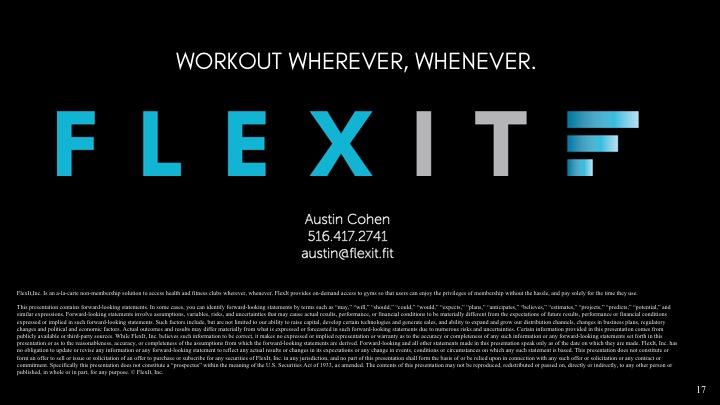 WORKOUT WHEREVER, WHENEVER.
FLEXIT
Austin Cohen
516.417.2741
austin@flexit.fit
FlexIt,Inc. Is an a-la-carte non-membership solution to access health and fitness clubs wherever, whenever. FlexIt provides on-demand access to gyms so that users can enjoy the privileges of membership without the hassle, and pay solely for the time they use.
This presentation contains forward-looking statements. In some cases, you can identify forward-looking statements by terms such as “may,” “will,” “should,” “could,” “would,” “expects,” “plans,” “anticipates,” “believes,” “estimates,” “projects,” “predicts,” “potential,” and
similar expressions. Forward-looking statements involve assumptions, variables, risks, and uncertainties that may cause actual results, performance, or financial conditions to be materially different from the expectations of future results, performance or financial conditions
expressed or implied in such forward-looking statements. Such factors include, but are not limited to our ability to raise capital, develop certain technologies and generate sales, and ability to expand and grow our distribution channels, changes in business plans, regulatory
changes and political and economic factors. Actual outcomes and results may differ materially from what is expressed or forecasted in such forward-looking statements due to numerous risks and uncertainties. Certain information provided in this presentation comes from
publicly available or third-party sources. While FlexIt, Inc. believes such information to be correct, it makes no expressed or implied representation or warranty as to the accuracy or completeness of any such information or any forward-looking statements set forth in this
presentation or as to the reasonableness, accuracy, or completeness of the assumptions from which the forward-looking statements are derived. Forward-looking and all other statements made in this presentation speak only as of the date on which they are made. FlexIt, Inc. has
no obligation to update or revise any information or any forward-looking statement to reflect any actual results or changes in its expectations or any change in events, conditions or circumstances on which any such statement is based. This presentation does not constitute or
form an offer to sell or issue or solicitation of an offer to purchase or subscribe for any securities of FlexIt, Inc. in any jurisdiction, and no part of this presentation shall form the basis of or be relied upon in connection with any such offer or solicitation or any contract or
commitment. Specifically this presentation does not constitute a “prospectus” within the meaning of the U.S. Securities Act of 1933, as amended. The contents of this presentation may not be reproduced, redistributed or passed on, directly or indirectly, to any other person or
published, in whole or in part, for any purpose. © FlexIt, Inc.
17